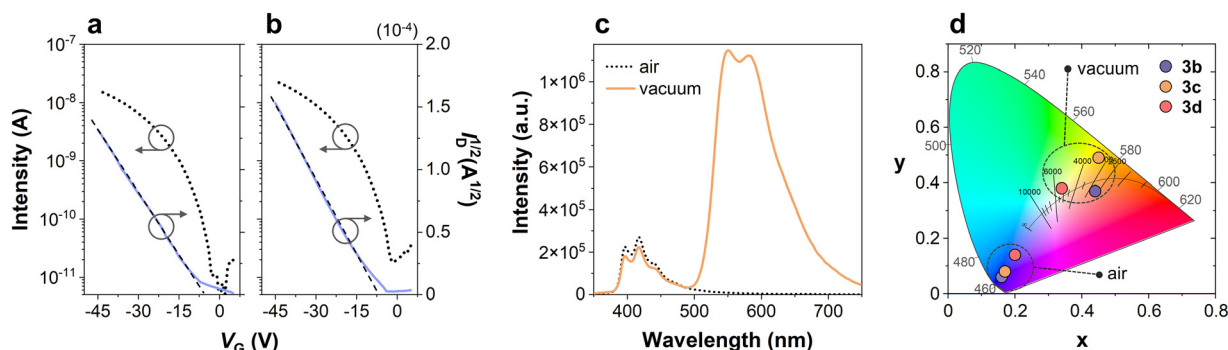 a
Intensity (A)
10⁻⁷
10⁻⁸
10⁻⁹
10⁻¹⁰
10⁻¹¹
-45 -30 -15 0
V_G (V)
b
(10⁻⁴)
2.0
1.5
1.0
0.5
0
I_D^1/2 (A^1/2)
-45 -30 -15 0
c
air
vacuum
Intensity (a.u.)
1×10⁶
8×10⁵
6×10⁵
4×10⁵
2×10⁵
0
400 500 600 700
Wavelength (nm)
d
vacuum
3b
3c
3d
air
y
0.8
0.6
0.4
0.2
0
0 0.2 0.4 0.6 0.8
x
520
540
560
580
600
620
500
480
460
10000
6000
4000